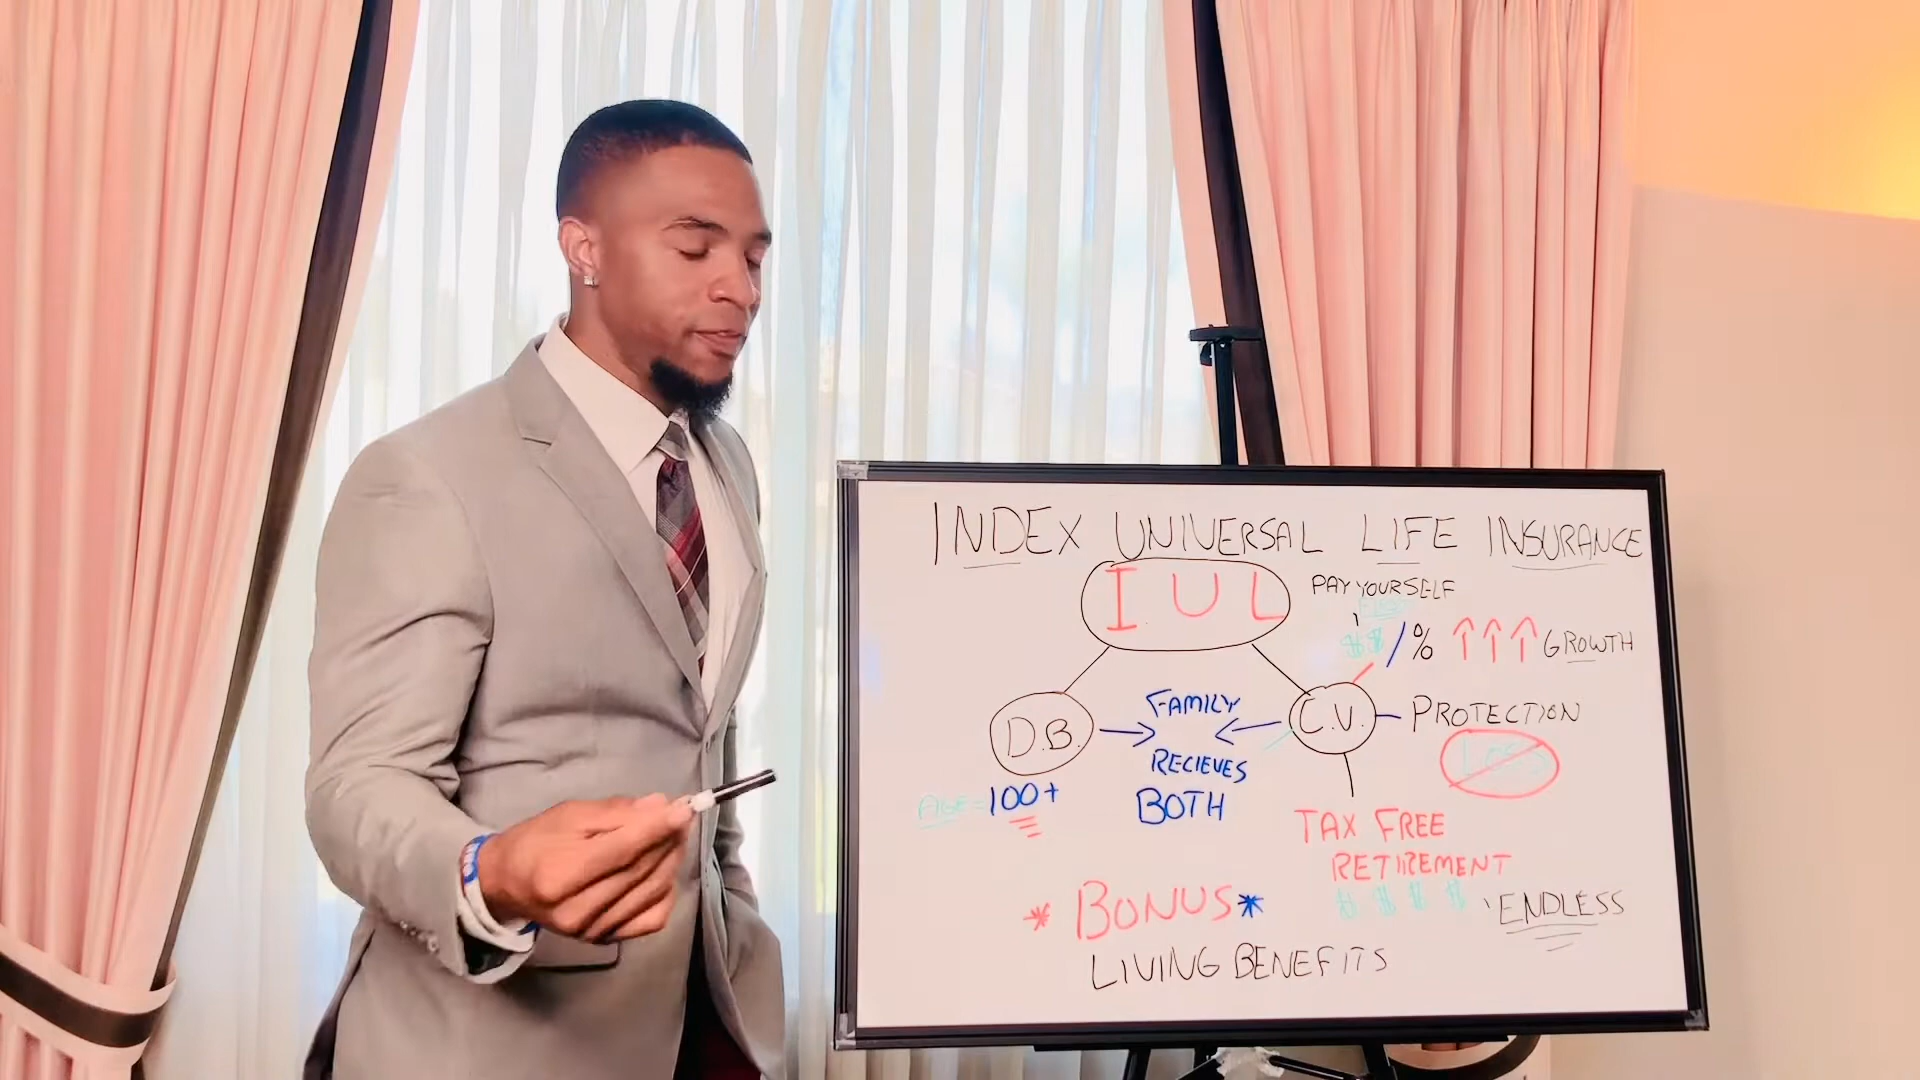 INDEX UNIVERSAL LIFE INSURANCE
IUL
PAY YOURSELF
$$/% ↑↑↑ GROWTH
D.B.
FAMILY
RECIEVES
BOTH
C.V.
PROTECTION
LOSS
AGE = 100+
TAX FREE
RETIREMENT
$ $ $ $ ENDLESS
* BONUS *
LIVING BENEFITS